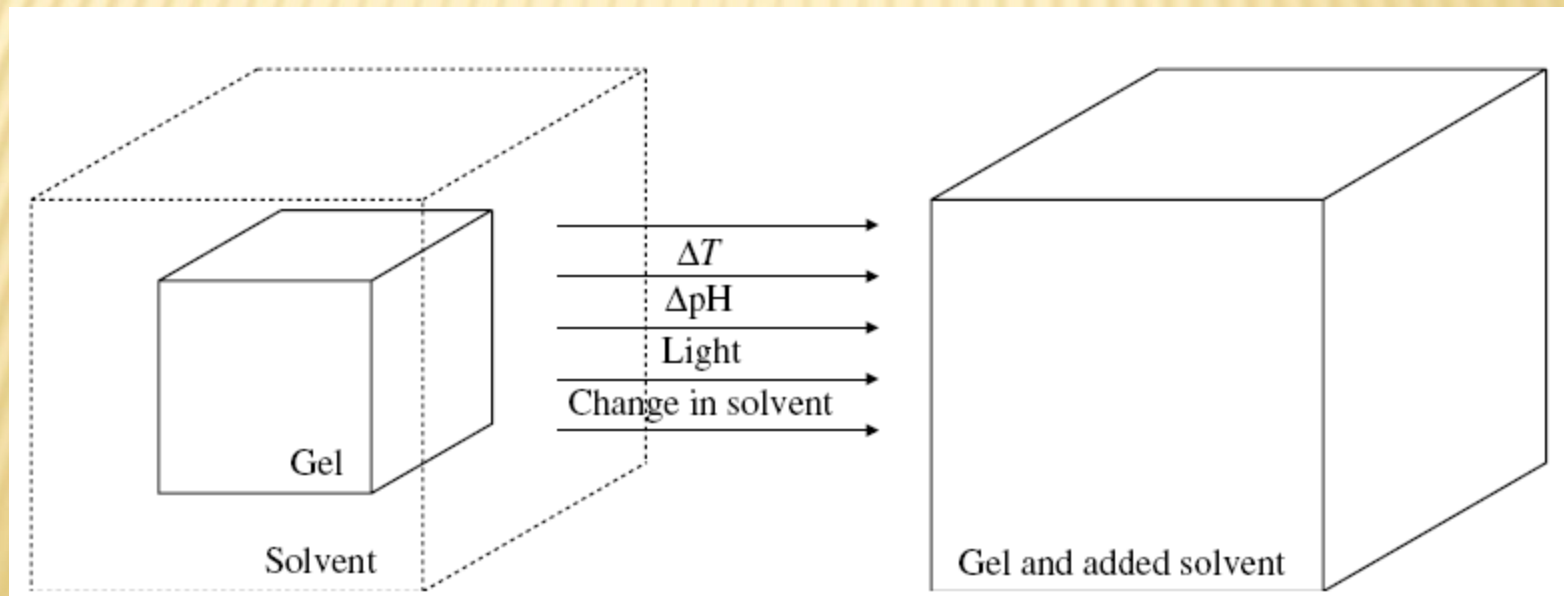 ΔT
ΔpH
Light
Change in solvent
Gel
Solvent
Gel and added solvent